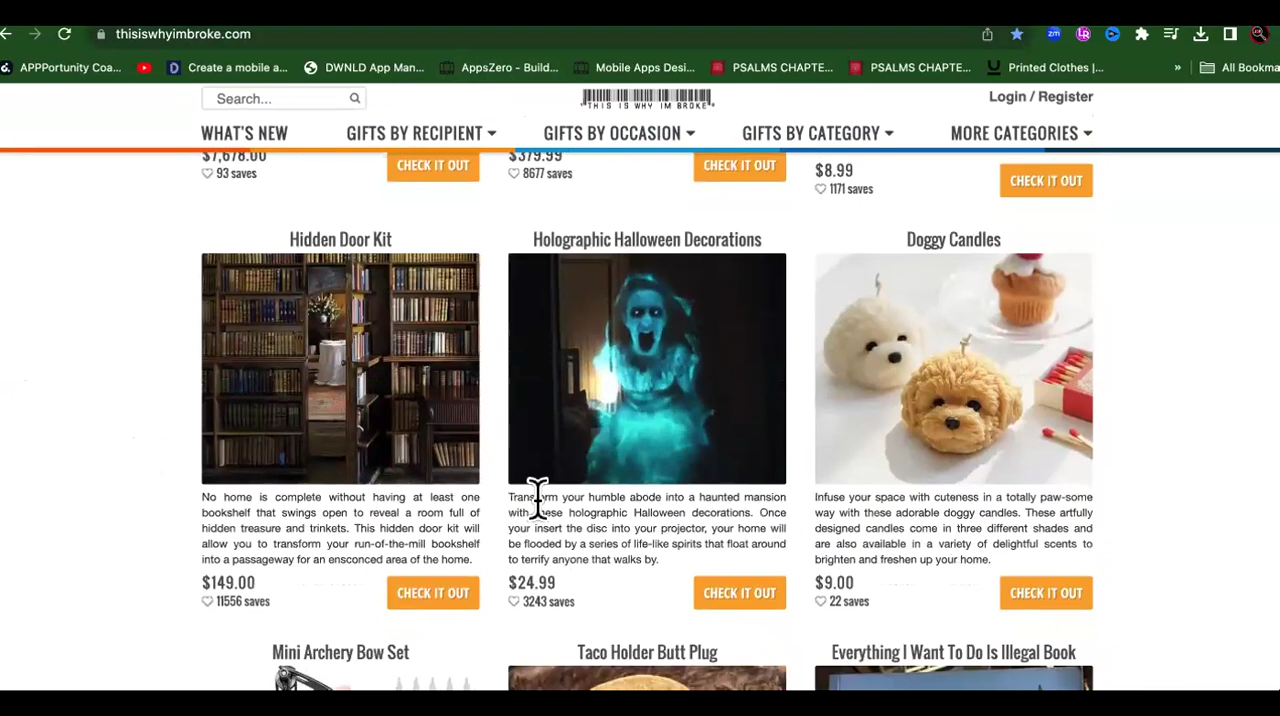 thisiswhyimbroke.com
APPPortunity Coa...
Create a mobile a...
DWNLD App Man...
AppsZero - Build...
Mobile Apps Desi...
PSALMS CHAPTE...
PSALMS CHAPTE...
Printed Clothes |...
»
All Bookma
Search...
"THIS IS WHY IM BROKE"
Login / Register
WHAT'S NEW
GIFTS BY RECIPIENT
GIFTS BY OCCASION
GIFTS BY CATEGORY
MORE CATEGORIES
$7,678.00
93 saves
CHECK IT OUT
$379.99
8677 saves
CHECK IT OUT
$8.99
1171 saves
CHECK IT OUT
Hidden Door Kit
No home is complete without having at least one
bookshelf that swings open to reveal a room full of
hidden treasure and trinkets. This hidden door kit will
allow you to transform your run-of-the-mill bookshelf
into a passageway for an ensconced area of the home.
$149.00
11556 saves
CHECK IT OUT
Holographic Halloween Decorations
Transform your humble abode into a haunted mansion
with these holographic Halloween decorations. Once
your insert the disc into your projector, your home will
be flooded by a series of life-like spirits that float around
to terrify anyone that walks by.
$24.99
3243 saves
CHECK IT OUT
Doggy Candles
Infuse your space with cuteness in a totally paw-some
way with these adorable doggy candles. These artfully
designed candles come in three different shades and
are also available in a variety of delightful scents to
brighten and freshen up your home.
$9.00
22 saves
CHECK IT OUT
Mini Archery Bow Set
Taco Holder Butt Plug
Everything I Want To Do Is Illegal Book